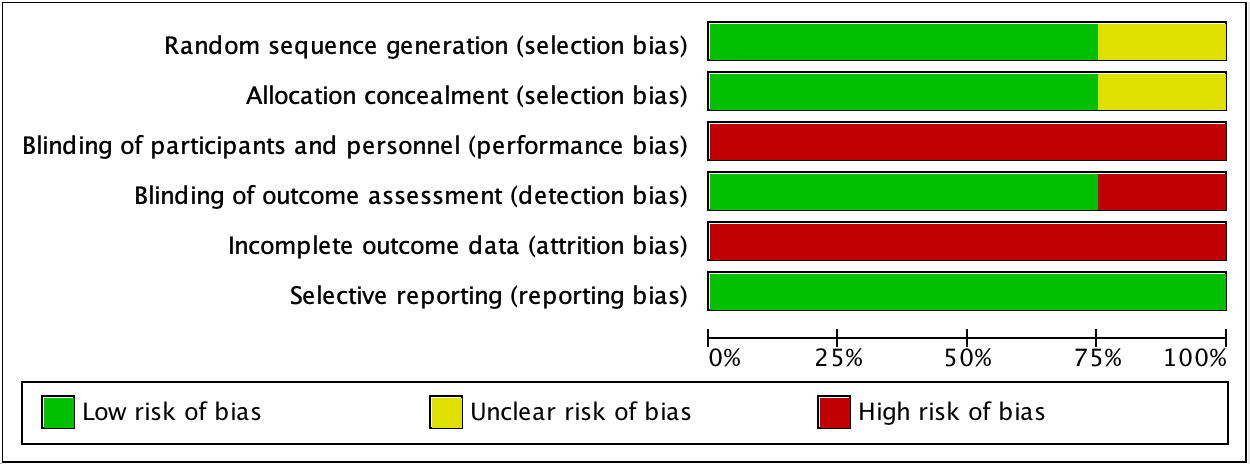 Random sequence generation (selection bias)
Allocation concealment (selection bias)
Blinding of participants and personnel (performance bias)
Blinding of outcome assessment (detection bias)
Incomplete outcome data (attrition bias)
Selective reporting (reporting bias)
0% 25% 50% 75% 100%
Low risk of bias Unclear risk of bias High risk of bias